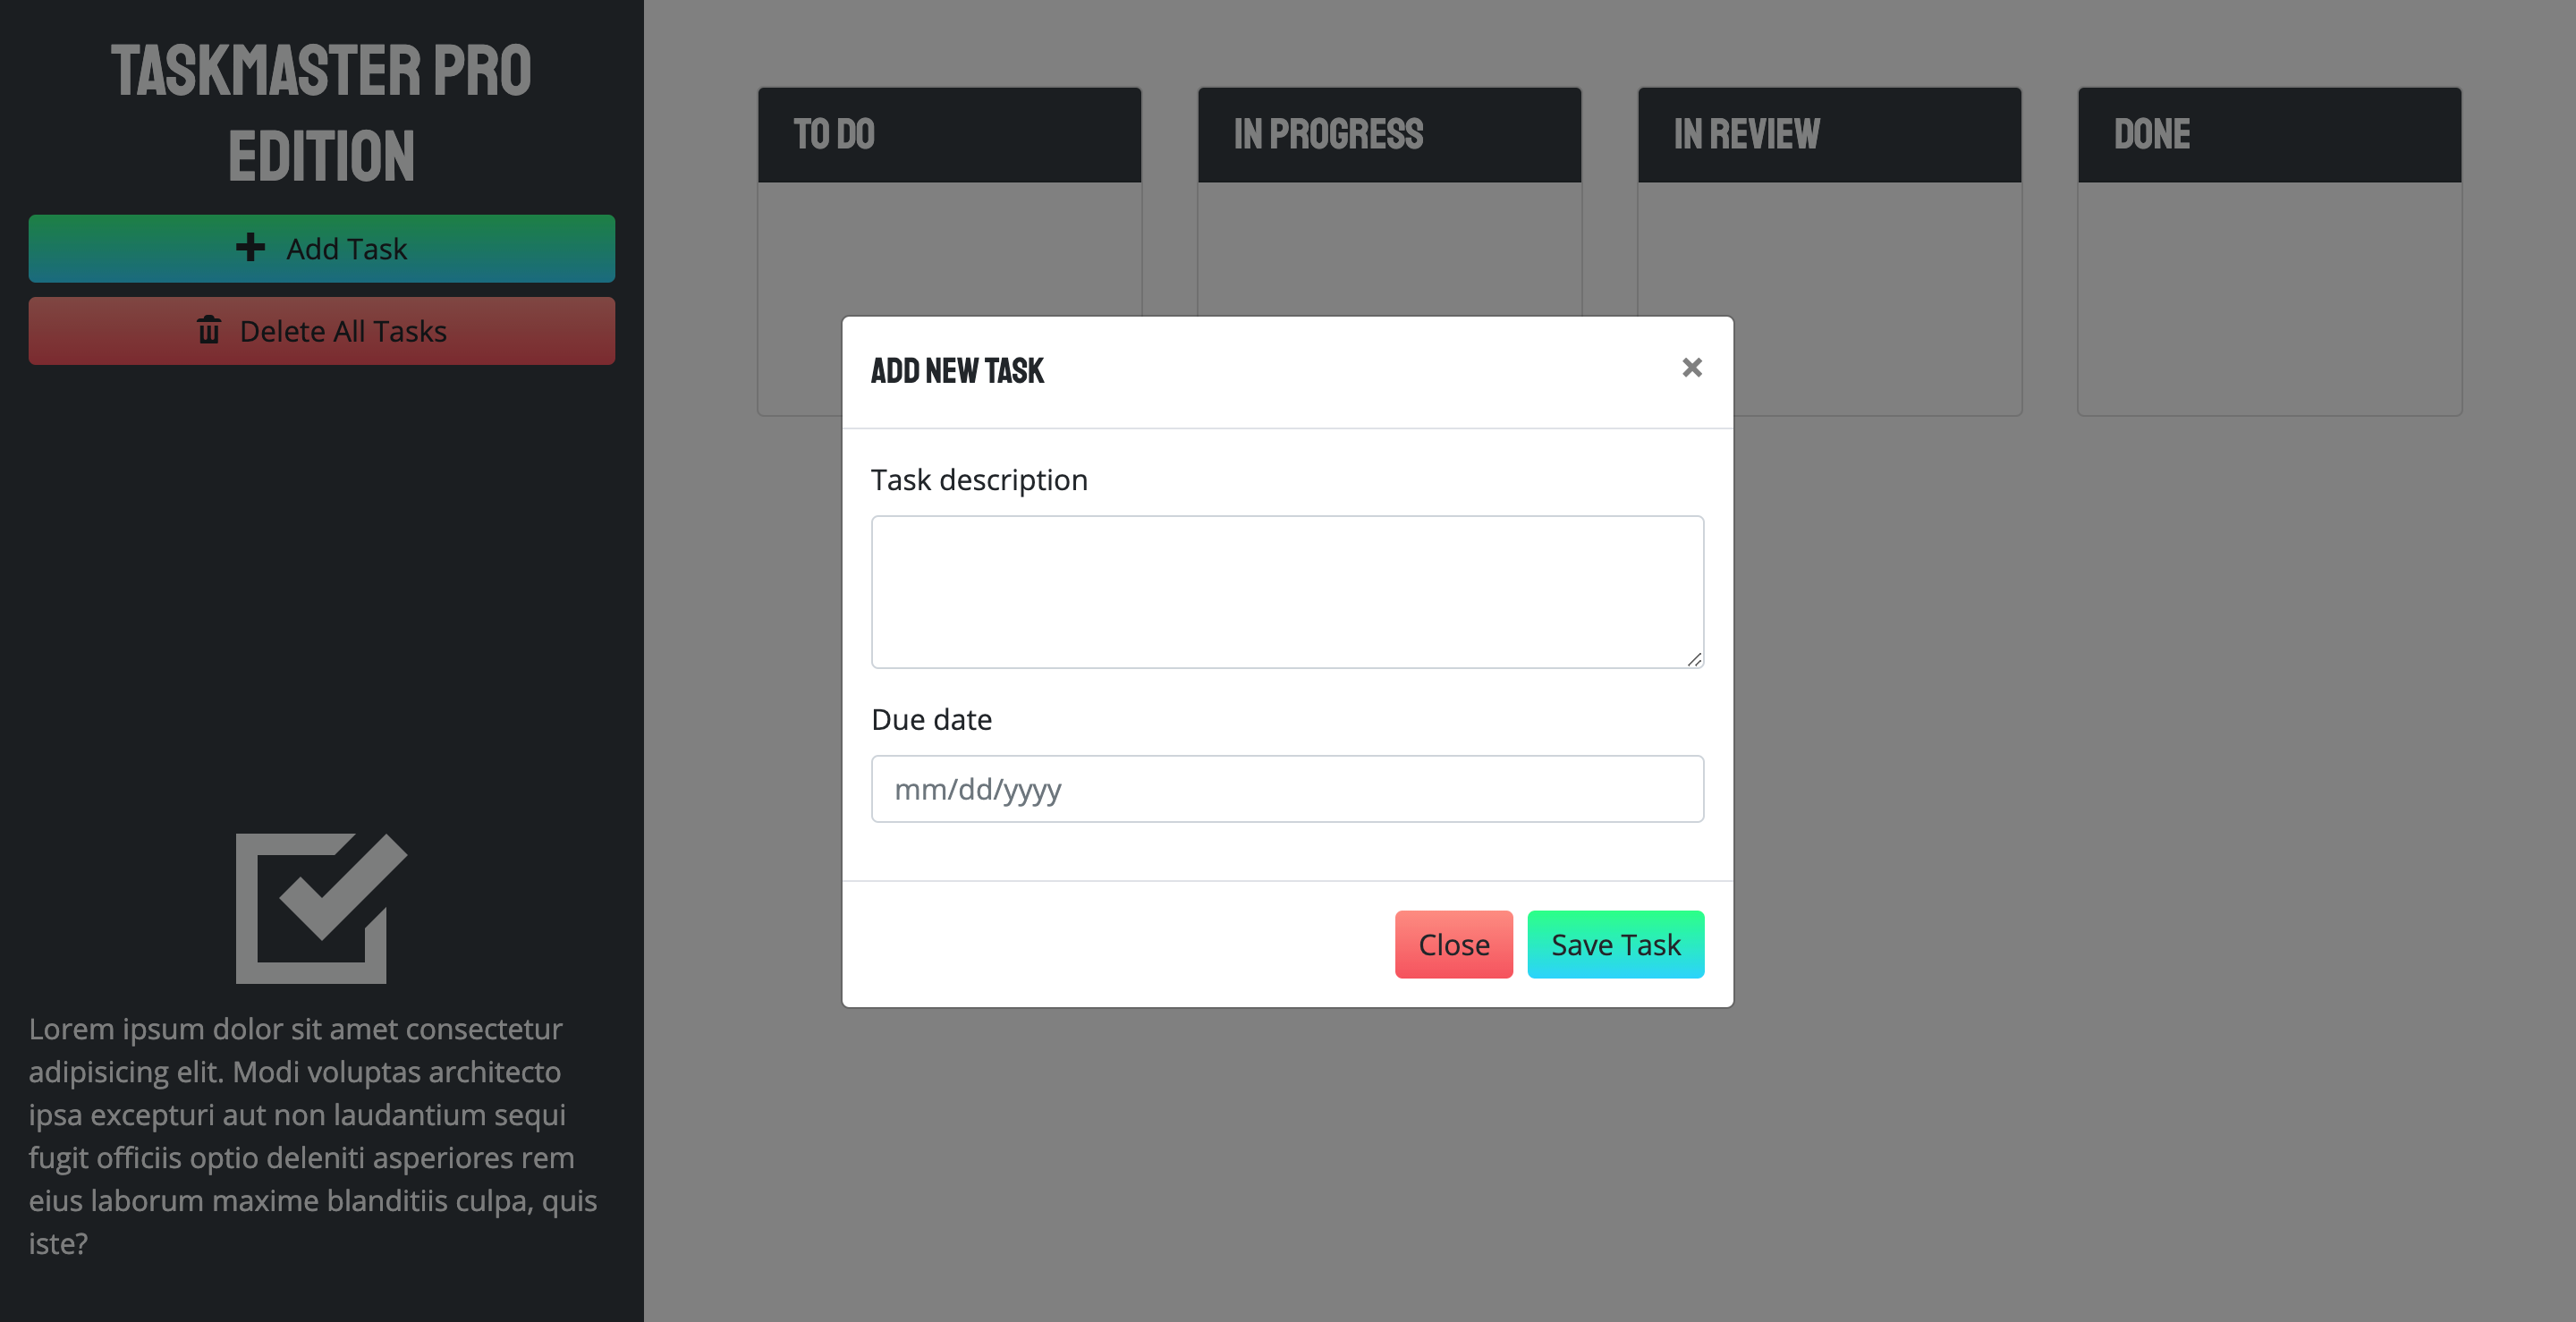 TASKMASTER PRO
EDITION
Add Task
Delete All Tasks
Lorem ipsum dolor sit amet consectetur
adipisicing elit. Modi voluptas architecto
ipsa excepturi aut non laudantium sequi
fugit officiis optio deleniti asperiores rem
eius laborum maxime blanditiis culpa, quis
iste?
TO DO
IN PROGRESS
IN REVIEW
DONE
ADD NEW TASK
×
Task description
Due date
mm/dd/yyyy
Close
Save Task